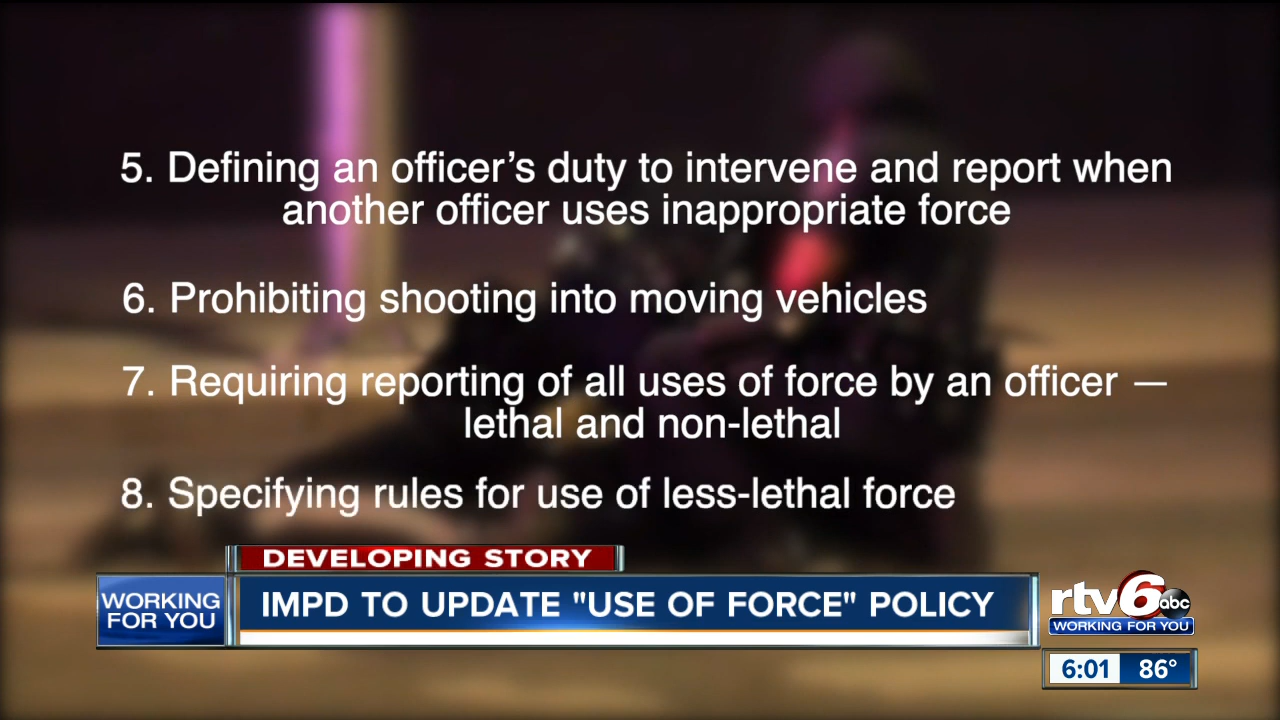 5. Defining an officer’s duty to intervene and report when
another officer uses inappropriate force
6. Prohibiting shooting into moving vehicles
7. Requiring reporting of all uses of force by an officer —
lethal and non-lethal
8. Specifying rules for use of less-lethal force
DEVELOPING STORY
WORKING
FOR YOU
IMPD TO UPDATE "USE OF FORCE" POLICY
rtv6 abc
WORKING FOR YOU
6:01 86°